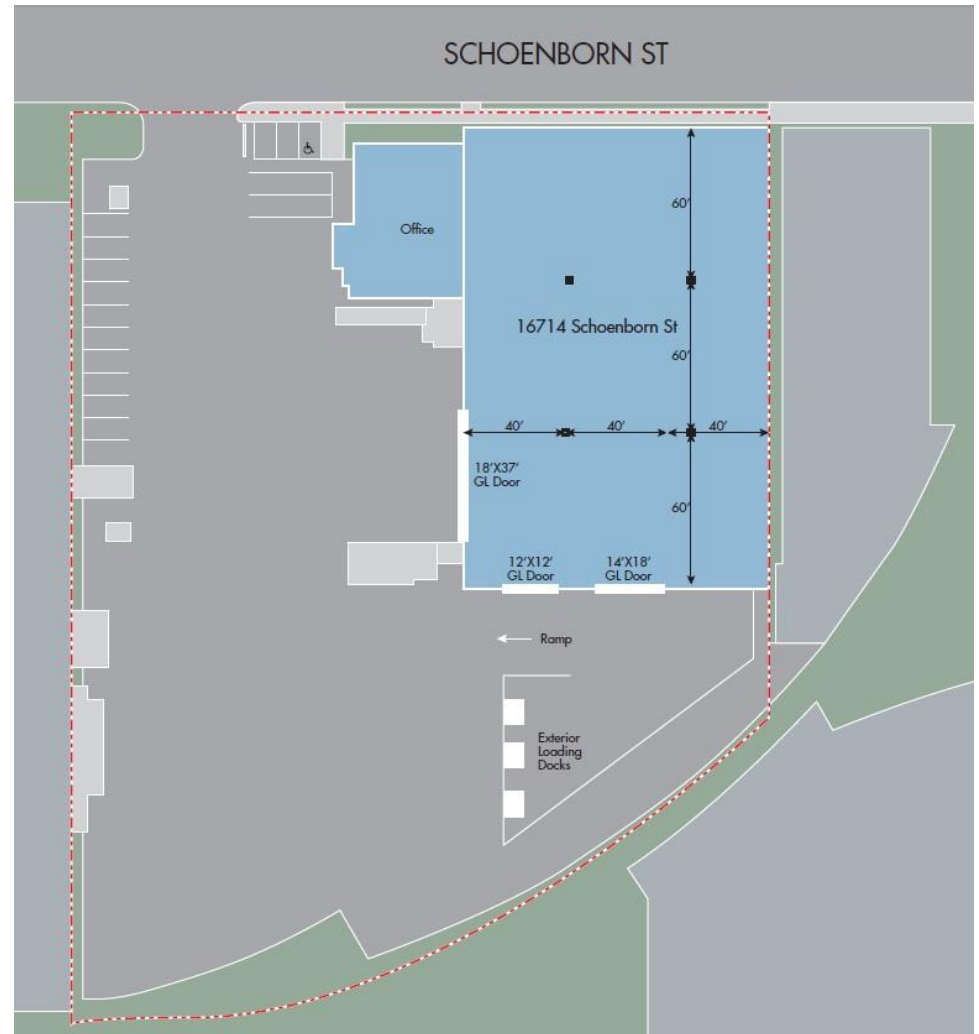 SCHOENBORN ST
60'
Office
16714 Schoenborn St
60'
40'
40'
40'
18'X37'
GL Door
60'
12'X12'
GL Door
14'X18'
GL Door
Ramp
Exterior
Loading
Docks